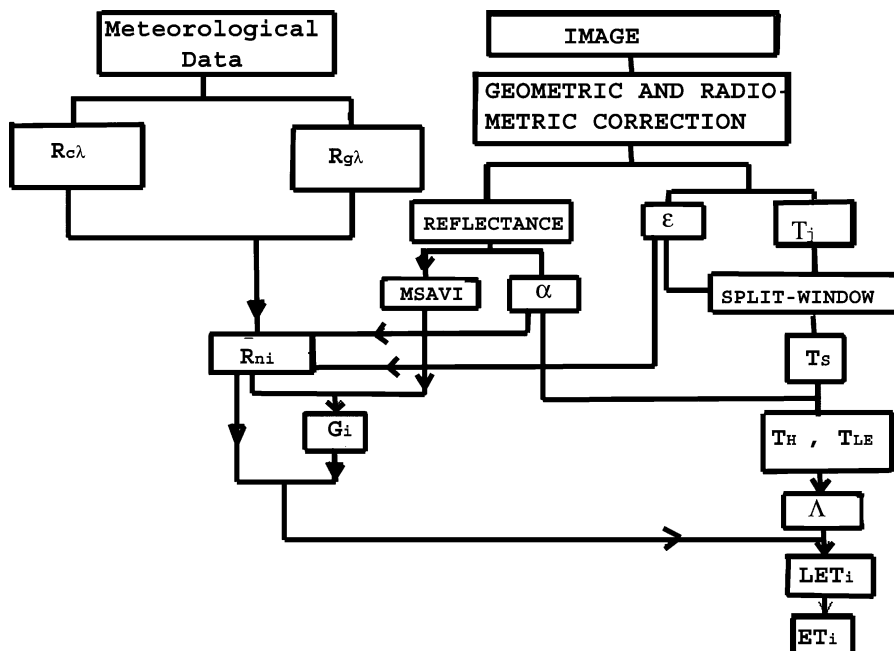 Meteorological
Data
IMAGE
GEOMETRIC AND RADIO-
METRIC CORRECTION
Rcλ
Rgλ
REFLECTANCE
ε
Tj
MSAVI
α
SPLIT-WINDOW
Rni
Ts
Gi
TH , TLE
Λ
LETi
ETi